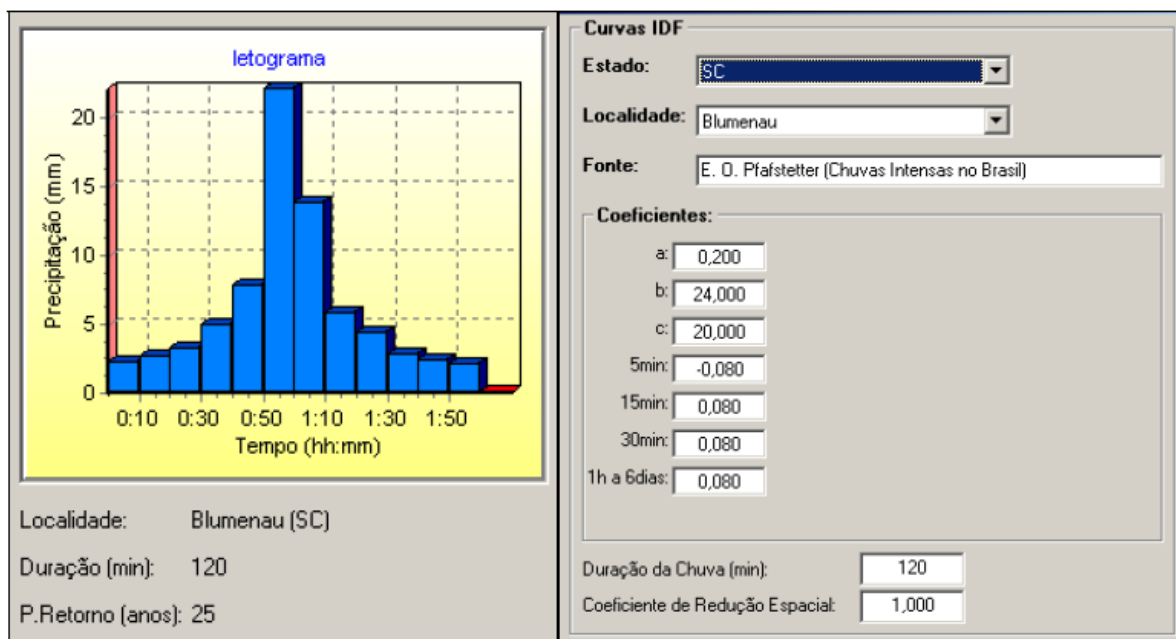 Ietograma
Precipitação (mm)
20
15
10
5
0
0:10 0:30 0:50 1:10 1:30 1:50
Tempo (hh:mm)
Localidade: Blumenau (SC)
Duração (min): 120
P.Retorno (anos): 25
Curvas IDF
Estado: SC
Localidade: Blumenau
Fonte: E. O. Pfafstetter (Chuvas Intensas no Brasil)
Coeficientes:
a: 0,200
b: 24,000
c: 20,000
5min: -0,080
15min: 0,080
30min: 0,080
1h a 6dias: 0,080
Duração da Chuva (min): 120
Coeficiente de Redução Espacial: 1,000